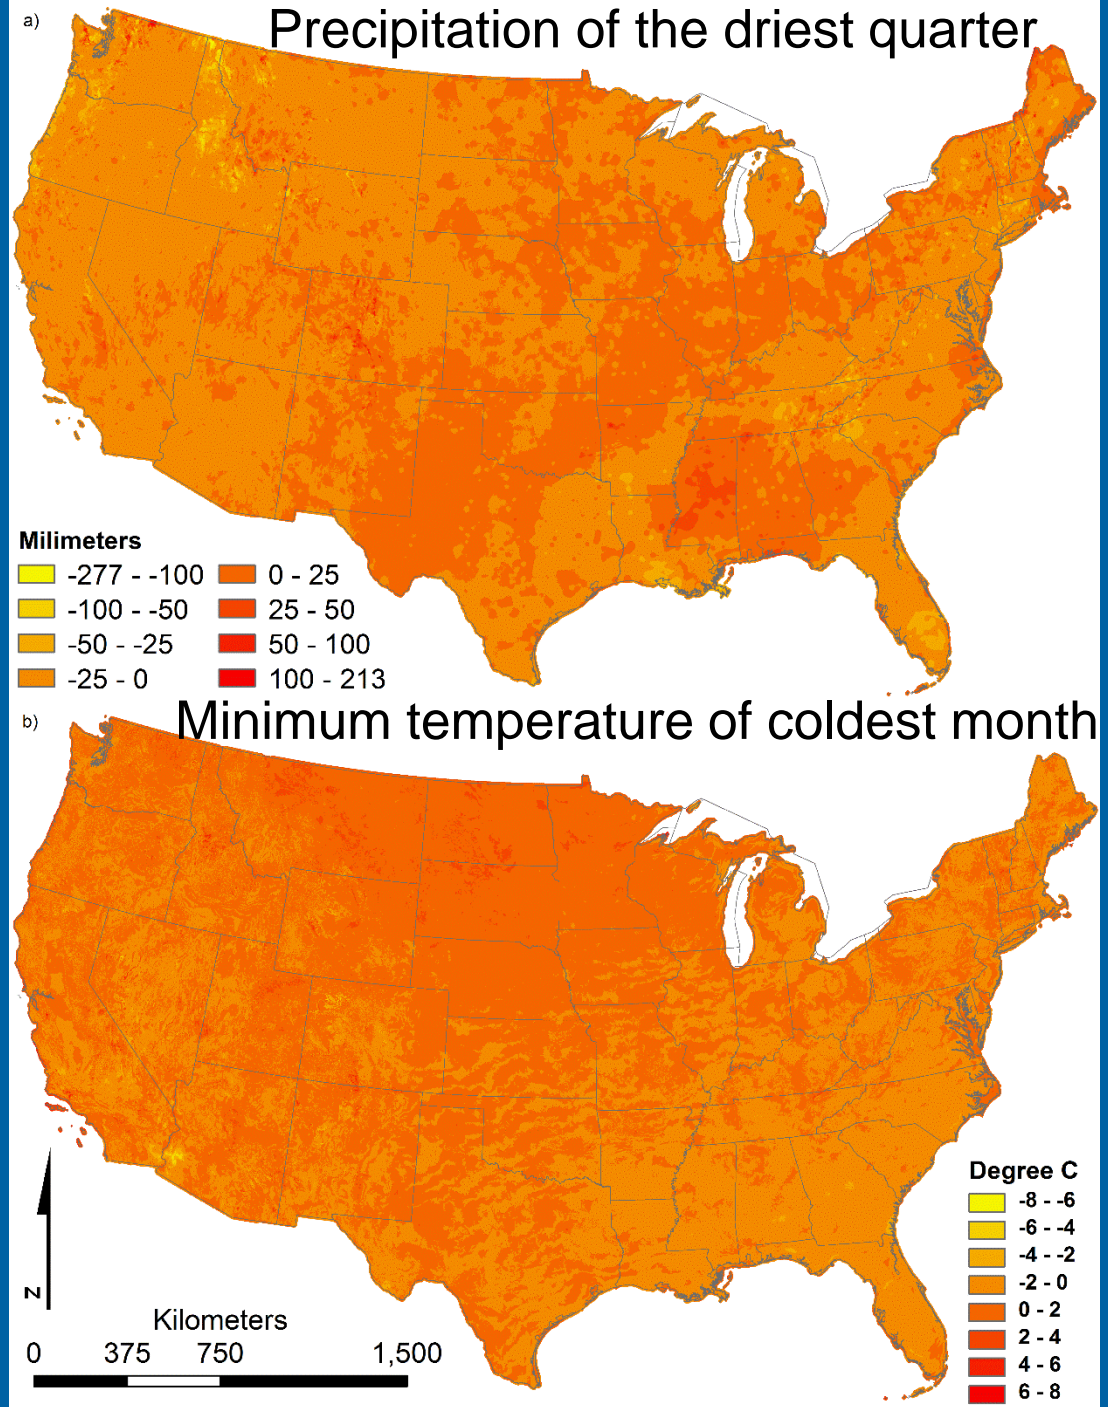 a)
Precipitation of the driest quarter
Milimeters
-277 - -100
-100 - -50
-50 - -25
-25 - 0
0 - 25
25 - 50
50 - 100
100 - 213
b)
Minimum temperature of coldest month
N
Kilometers
0 375 750 1,500
Degree C
-8 - -6
-6 - -4
-4 - -2
-2 - 0
0 - 2
2 - 4
4 - 6
6 - 8